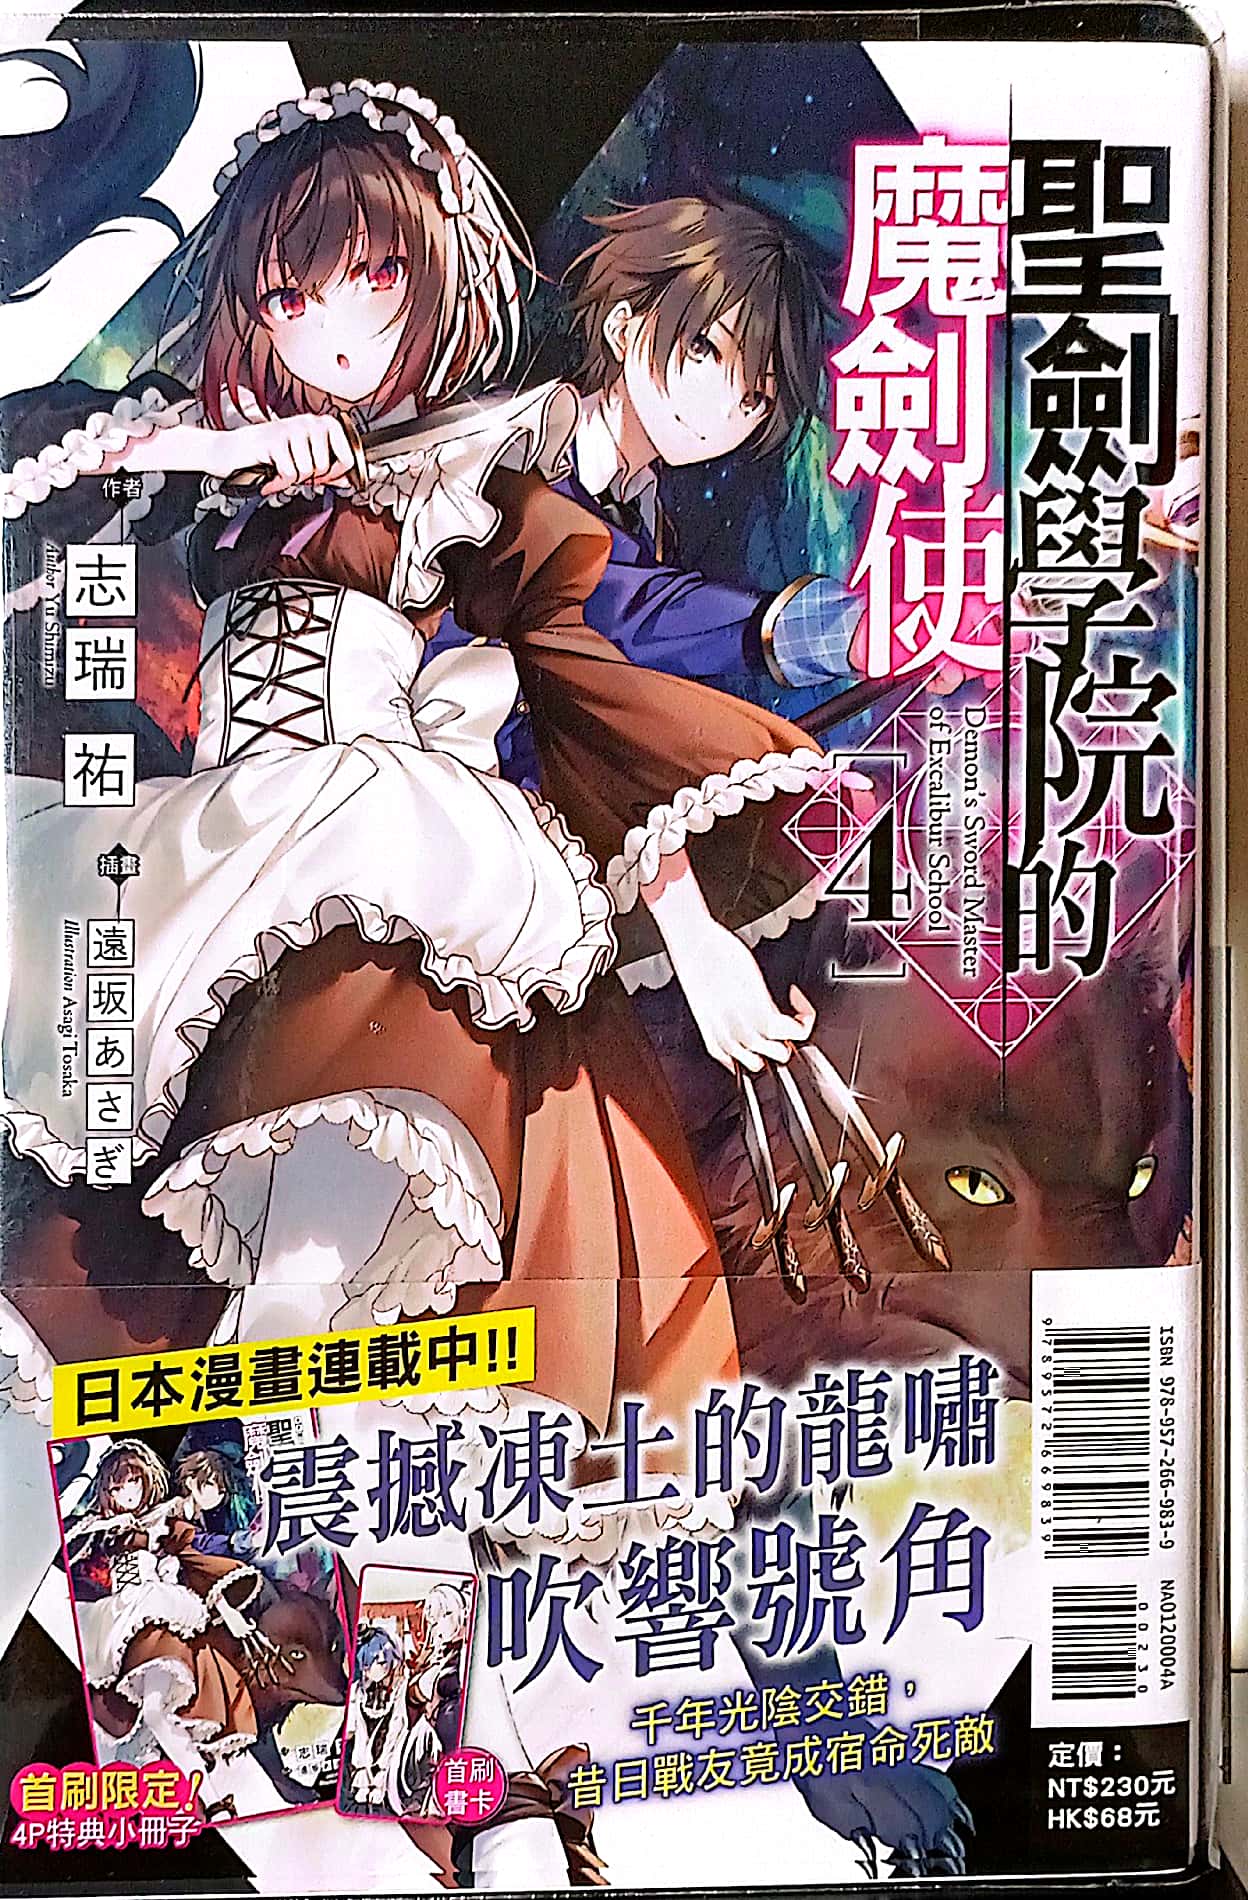 聖劍學院的
魔劍使
Demon's Sword Master
of Excalibur School
[4]
作者
志瑞祐
Author Yu Shimizu
插畫
遠坂あさぎ
Illustration Asagi Tosaka
日本漫畫連載中!!
震撼凍土的龍嘯
吹響號角
千年光陰交錯，
昔日戰友竟成宿命死敵
首刷限定!
4P特典小冊子
首刷
書卡
ISBN 978-957-266-983-9
9 789572 669839
NA0120004A
00230
定價：
NT$230元
HK$68元